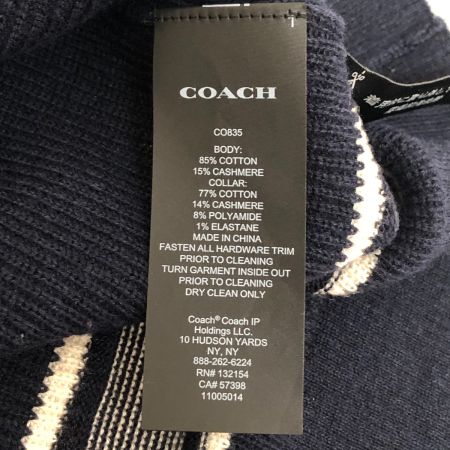 COACH
CO835
BODY:
85% COTTON
15% CASHMERE
COLLAR:
77% COTTON
14% CASHMERE
8% POLYAMIDE
1% ELASTANE
MADE IN CHINA
FASTEN ALL HARDWARE TRIM
PRIOR TO CLEANING
TURN GARMENT INSIDE OUT
PRIOR TO CLEANING
DRY CLEAN ONLY
Coach® Coach IP
Holdings LLC.
10 HUDSON YARDS
NY, NY
888-262-6224
RN# 132154
CA# 57398
11005014